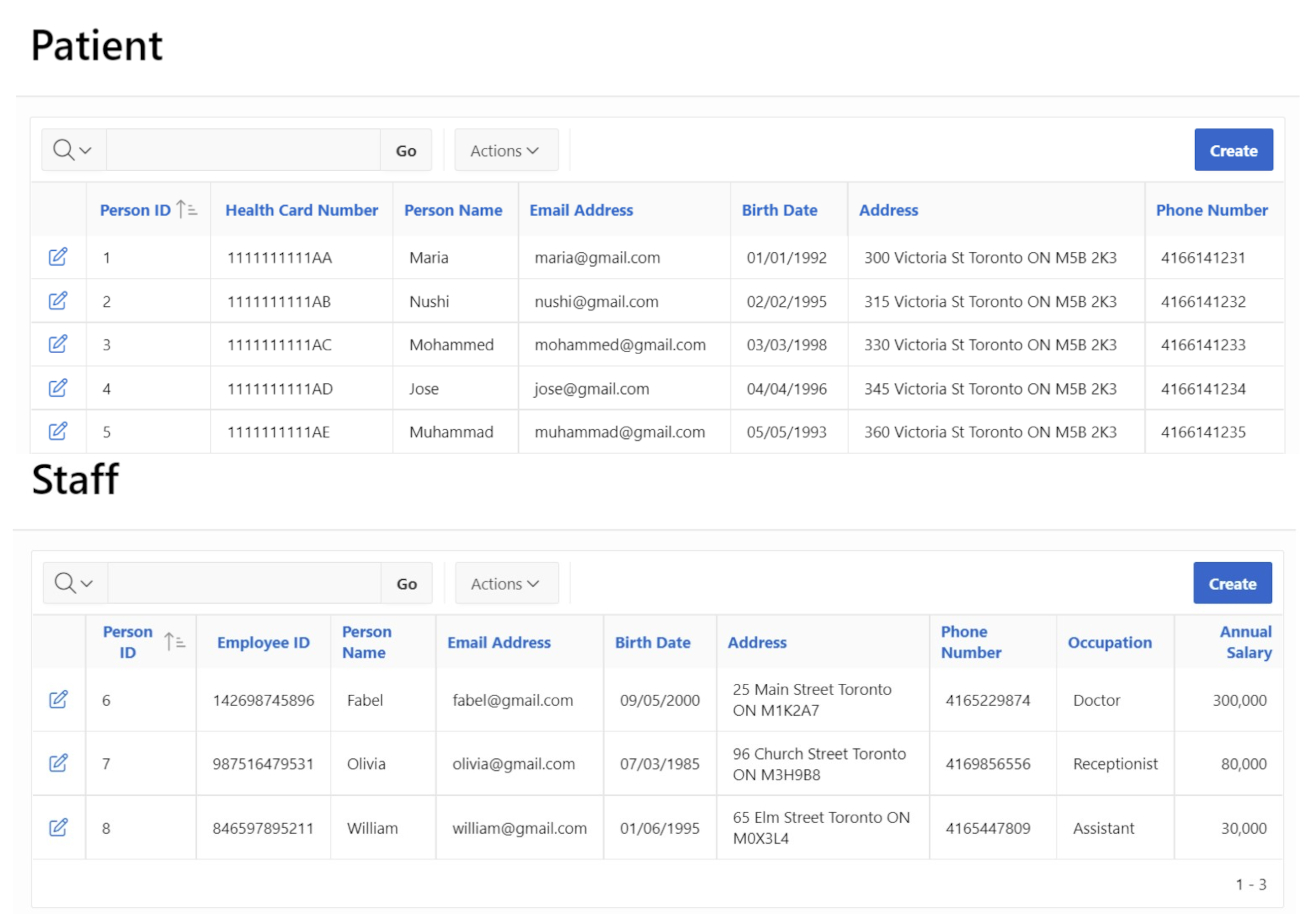 Patient
Go Actions Create
Person ID Health Card Number Person Name Email Address Birth Date Address Phone Number
1 1111111111AA Maria maria@gmail.com 01/01/1992 300 Victoria St Toronto ON M5B 2K3 4166141231
2 1111111111AB Nushi nushi@gmail.com 02/02/1995 315 Victoria St Toronto ON M5B 2K3 4166141232
3 1111111111AC Mohammed mohammed@gmail.com 03/03/1998 330 Victoria St Toronto ON M5B 2K3 4166141233
4 1111111111AD Jose jose@gmail.com 04/04/1996 345 Victoria St Toronto ON M5B 2K3 4166141234
5 1111111111AE Muhammad muhammad@gmail.com 05/05/1993 360 Victoria St Toronto ON M5B 2K3 4166141235
Staff
Go Actions Create
Person ID Employee ID Person Name Email Address Birth Date Address Phone Number Occupation Annual Salary
6 142698745896 Fabel fabel@gmail.com 09/05/2000 25 Main Street Toronto ON M1K2A7 4165229874 Doctor 300,000
7 987516479531 Olivia olivia@gmail.com 07/03/1985 96 Church Street Toronto ON M3H9B8 4169856556 Receptionist 80,000
8 846597895211 William william@gmail.com 01/06/1995 65 Elm Street Toronto ON M0X3L4 4165447809 Assistant 30,000
1 - 3